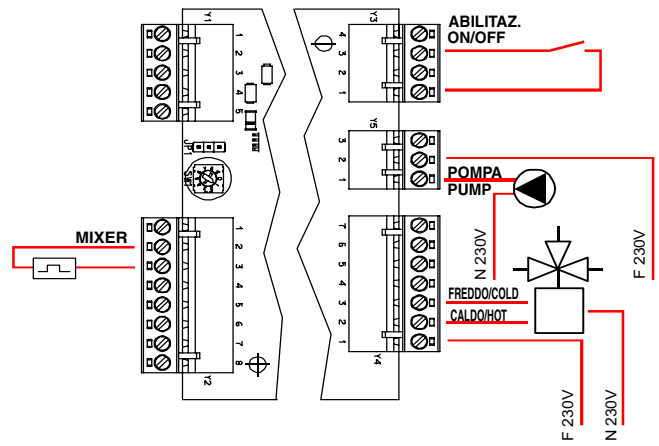 Y1
1
2
3
4
5
JP1
SW1
MIXER
1
2
3
4
5
6
7
8
Y2
Y3
4
3
2
1
ABILITAZ.
ON/OFF
Y5
3
2
1
POMPA
PUMP
N 230V
F 230V
7
6
5
4
3
2
1
Y4
FREDDO/COLD
CALDO/HOT
F 230V
N 230V